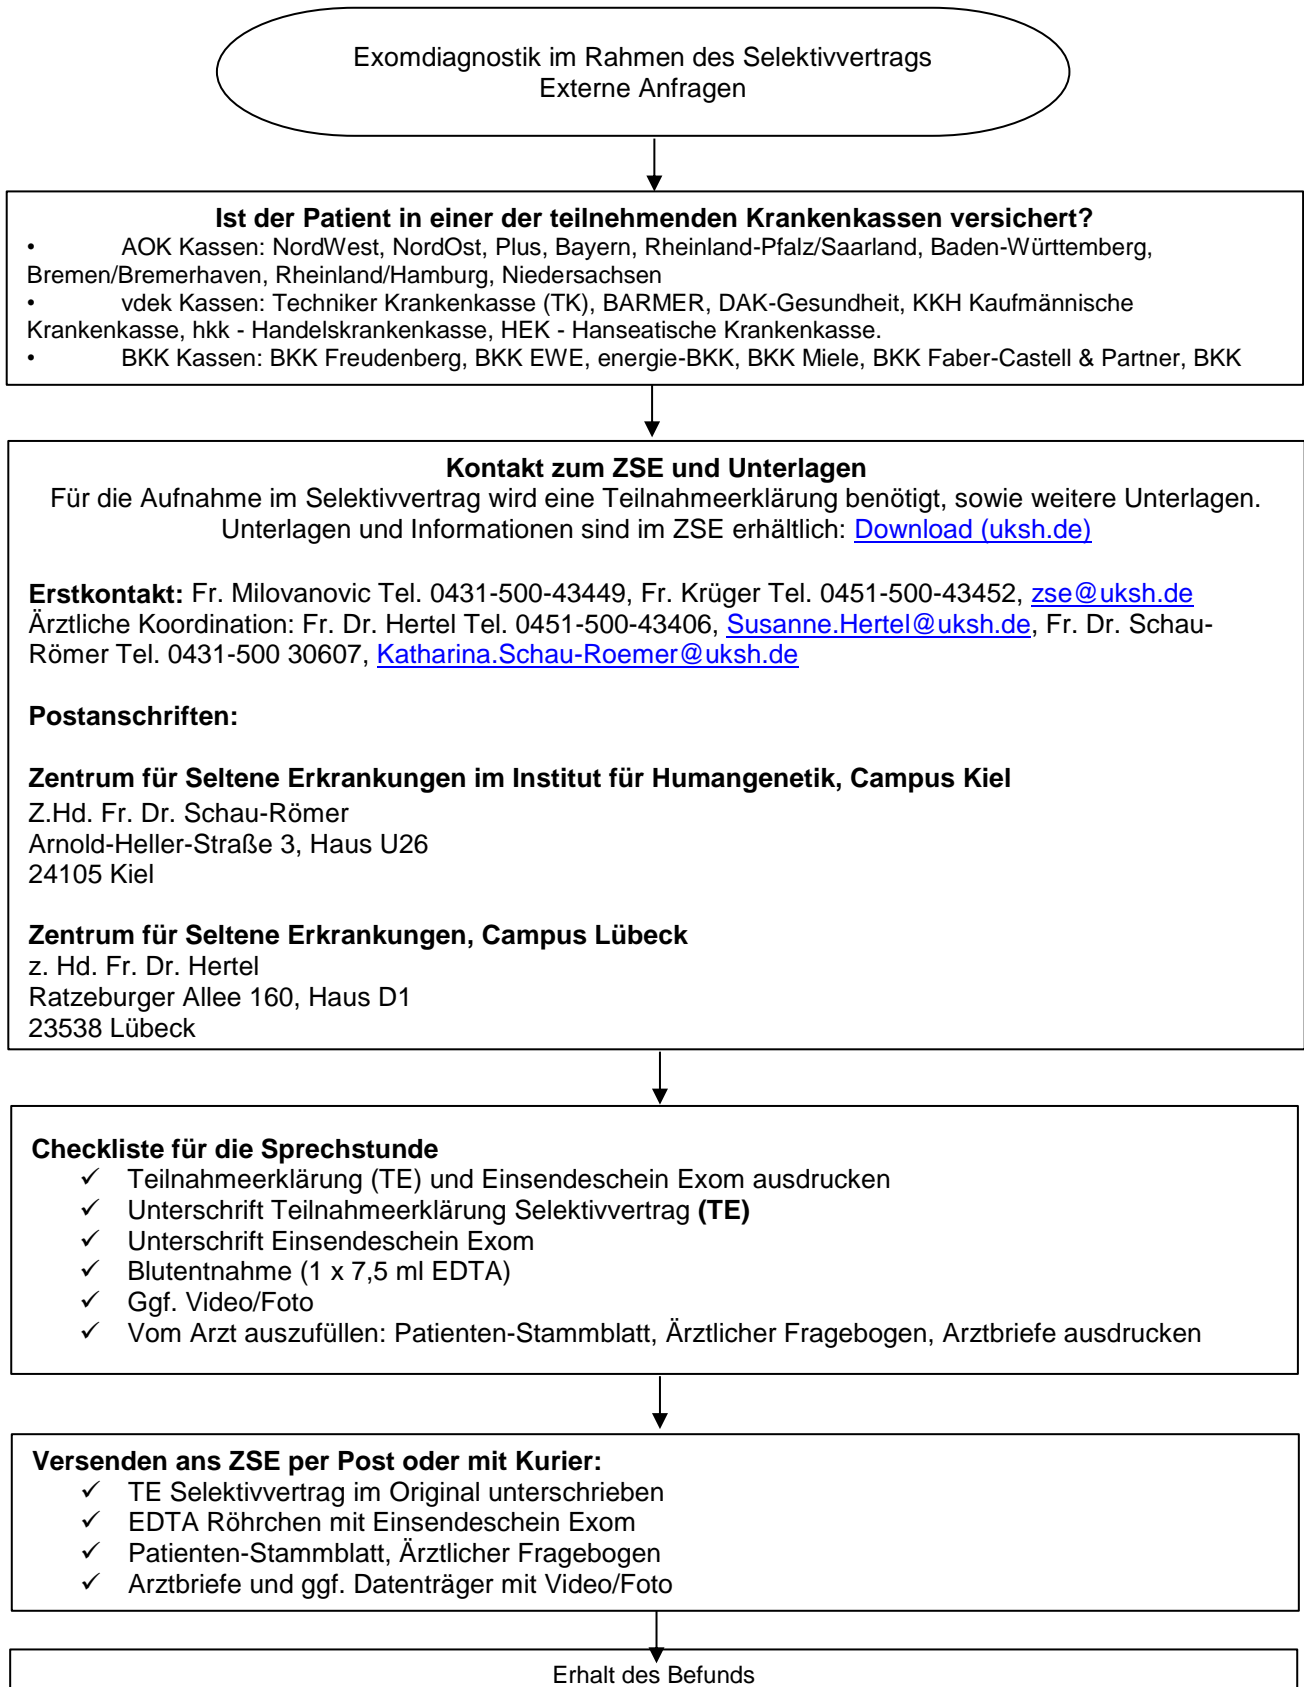 Exomdiagnostik im Rahmen des Selektivvertrags
Externe Anfragen
Ist der Patient in einer der teilnehmenden Krankenkassen versichert?
• AOK Kassen: NordWest, NordOst, Plus, Bayern, Rheinland-Pfalz/Saarland, Baden-Württemberg,
Bremen/Bremerhaven, Rheinland/Hamburg, Niedersachsen
• vdek Kassen: Techniker Krankenkasse (TK), BARMER, DAK-Gesundheit, KKH Kaufmännische
Krankenkasse, hkk - Handelskrankenkasse, HEK - Hanseatische Krankenkasse.
• BKK Kassen: BKK Freudenberg, BKK EWE, energie-BKK, BKK Miele, BKK Faber-Castell & Partner, BKK
Kontakt zum ZSE und Unterlagen
Für die Aufnahme im Selektivvertrag wird eine Teilnahmeerklärung benötigt, sowie weitere Unterlagen.
Unterlagen und Informationen sind im ZSE erhältlich: Download (uksh.de)
Erstkontakt: Fr. Milovanovic Tel. 0431-500-43449, Fr. Krüger Tel. 0451-500-43452, zse@uksh.de
Ärztliche Koordination: Fr. Dr. Hertel Tel. 0451-500-43406, Susanne.Hertel@uksh.de, Fr. Dr. Schau-
Römer Tel. 0431-500 30607, Katharina.Schau-Roemer@uksh.de
Postanschriften:
Zentrum für Seltene Erkrankungen im Institut für Humangenetik, Campus Kiel
Z.Hd. Fr. Dr. Schau-Römer
Arnold-Heller-Straße 3, Haus U26
24105 Kiel
Zentrum für Seltene Erkrankungen, Campus Lübeck
z. Hd. Fr. Dr. Hertel
Ratzeburger Allee 160, Haus D1
23538 Lübeck
Checkliste für die Sprechstunde
✓ Teilnahmeerklärung (TE) und Einsendeschein Exom ausdrucken
✓ Unterschrift Teilnahmeerklärung Selektivvertrag (TE)
✓ Unterschrift Einsendeschein Exom
✓ Blutentnahme (1 x 7,5 ml EDTA)
✓ Ggf. Video/Foto
✓ Vom Arzt auszufüllen: Patienten-Stammblatt, Ärztlicher Fragebogen, Arztbriefe ausdrucken
Versenden ans ZSE per Post oder mit Kurier:
✓ TE Selektivvertrag im Original unterschrieben
✓ EDTA Röhrchen mit Einsendeschein Exom
✓ Patienten-Stammblatt, Ärztlicher Fragebogen
✓ Arztbriefe und ggf. Datenträger mit Video/Foto
Erhalt des Befunds